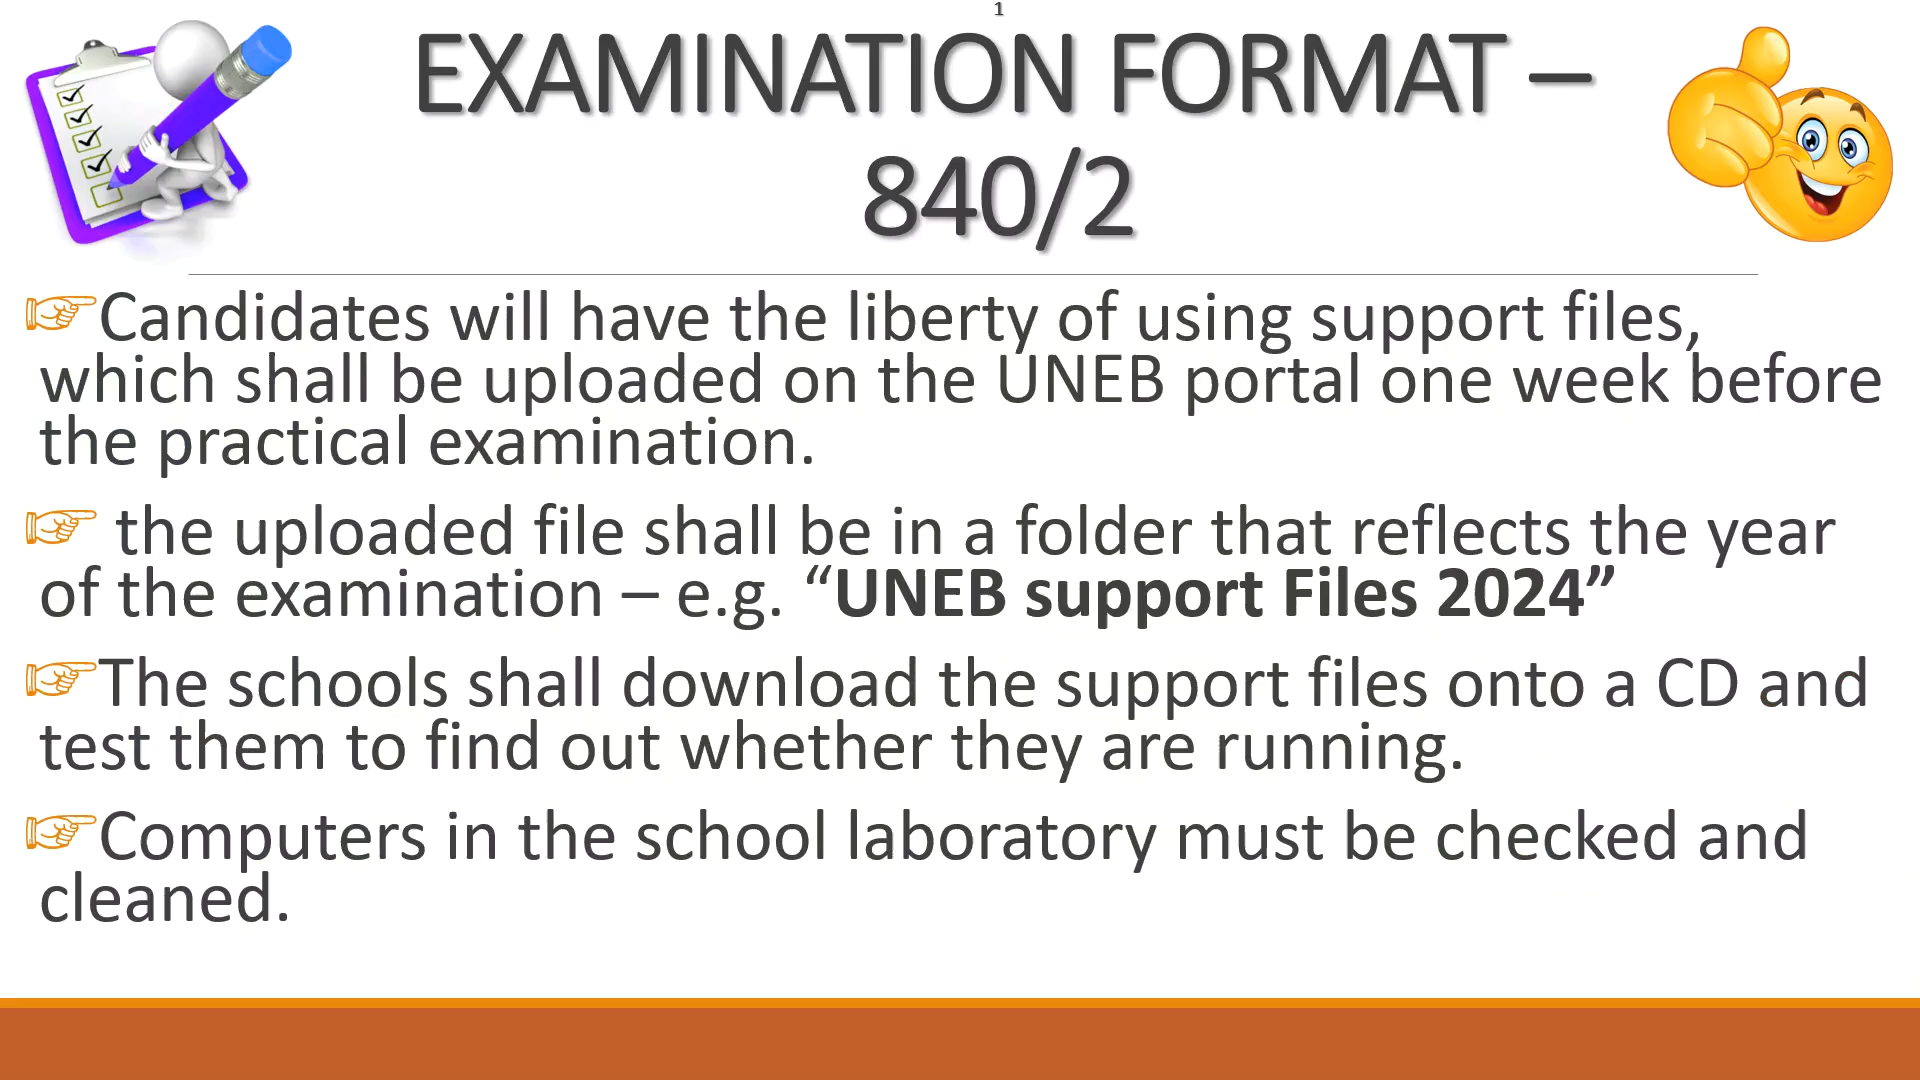 1
EXAMINATION FORMAT –
840/2
☞Candidates will have the liberty of using support files,
which shall be uploaded on the UNEB portal one week before
the practical examination.
☞ the uploaded file shall be in a folder that reflects the year
of the examination – e.g. “UNEB support Files 2024”
☞The schools shall download the support files onto a CD and
test them to find out whether they are running.
☞Computers in the school laboratory must be checked and
cleaned.